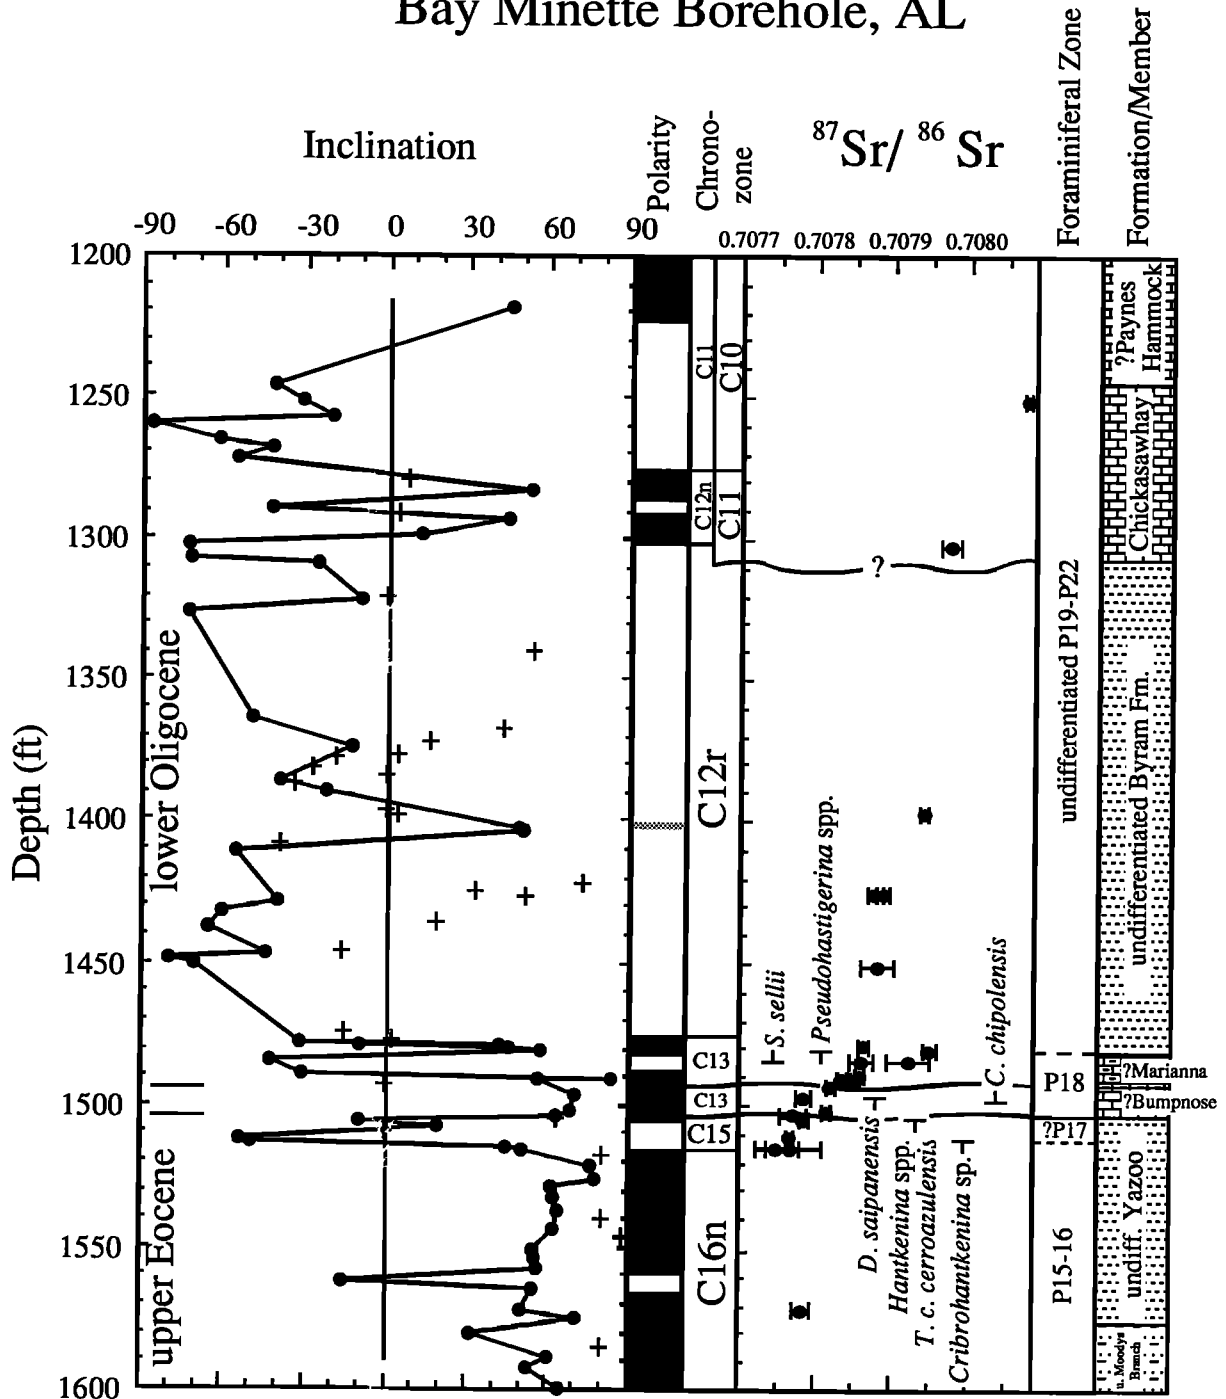 Bay Minette Borehole, AL
Inclination
Polarity
Chrono-
zone
87Sr/ 86 Sr
Foraminiferal Zone
Formation/Member
-90 -60 -30 0 30 60 90
0.7077 0.7078 0.7079 0.7080
Depth (ft)
1200
1250
1300
1350
1400
1450
1500
1550
1600
lower Oligocene
upper Eocene
C11
C10
C12n
C11
C12r
C13
C13
C15
C16n
?
S. sellii
Pseudohastigerina spp.
C. chipolensis
D. saipanensis
Hantkenina spp.
T. c. cerroazulensis
Cribrohantkenina sp.
undifferentiated P19-P22
P18
?P17
P15-16
?Paynes
Hammock
Chickasawhay
undifferentiated Byram Fm.
?Marianna
?Bumpnose
undiff. Yazoo
u. Moodys
Branch